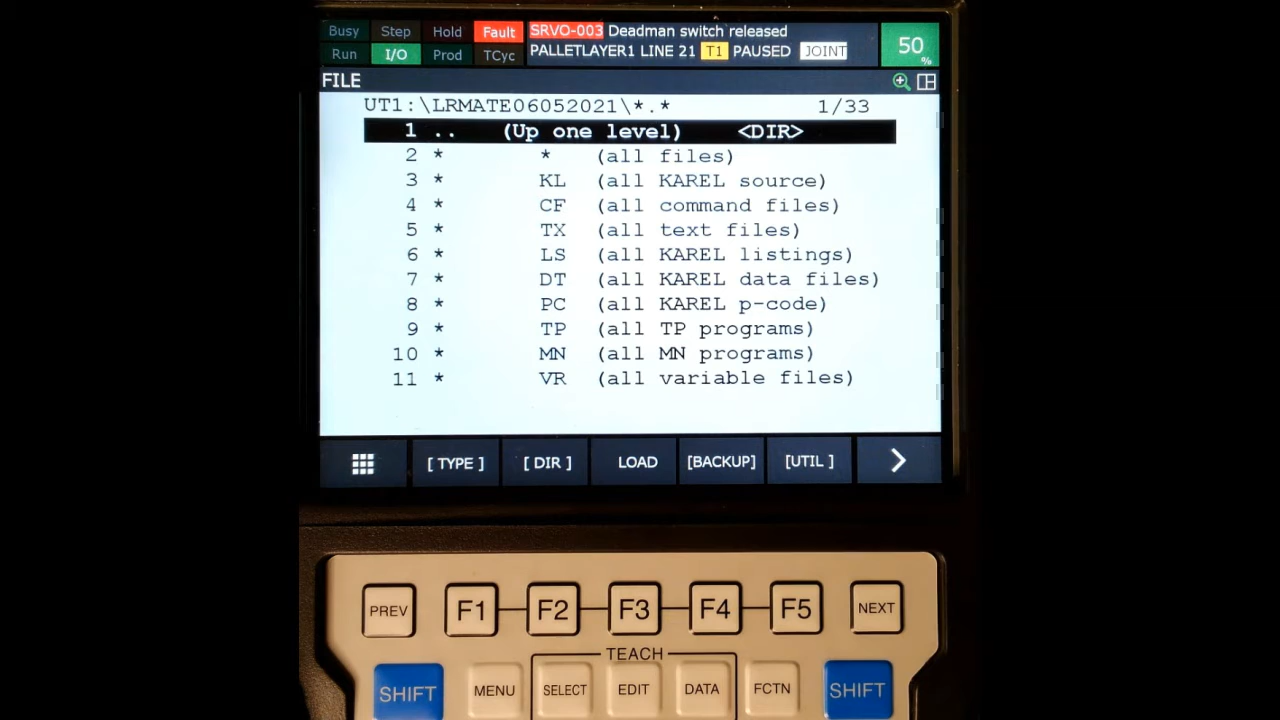 Busy Step Hold Fault SRVO-003 Deadman switch released
Run I/O Prod TCyc PALLETLAYER1 LINE 21 T1 PAUSED JOINT 50 %
FILE
UT1:\LRMATE06052021\*.* 1/33
1 .. (Up one level) <DIR>
2 * * (all files)
3 * KL (all KAREL source)
4 * CF (all command files)
5 * TX (all text files)
6 * LS (all KAREL listings)
7 * DT (all KAREL data files)
8 * PC (all KAREL p-code)
9 * TP (all TP programs)
10 * MN (all MN programs)
11 * VR (all variable files)
[ TYPE ] [ DIR ] LOAD [BACKUP] [UTIL ] >
PREV F1 F2 F3 F4 F5 NEXT
TEACH
SHIFT MENU SELECT EDIT DATA FCTN SHIFT